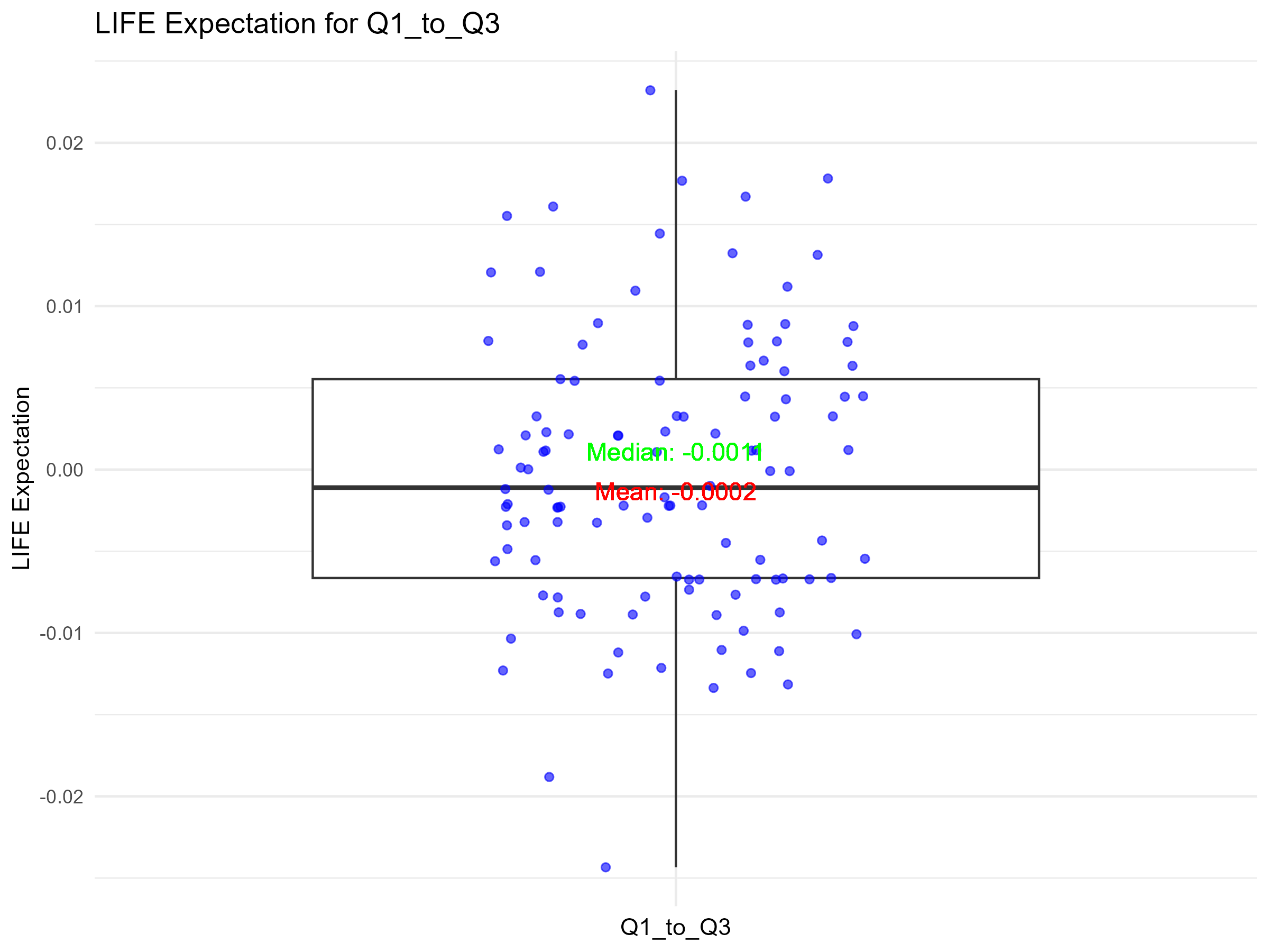 LIFE Expectation for Q1_to_Q3
LIFE Expectation
0.02
0.01
0.00
-0.01
-0.02
Median: -0.0011
Mean: -0.0002
Q1_to_Q3